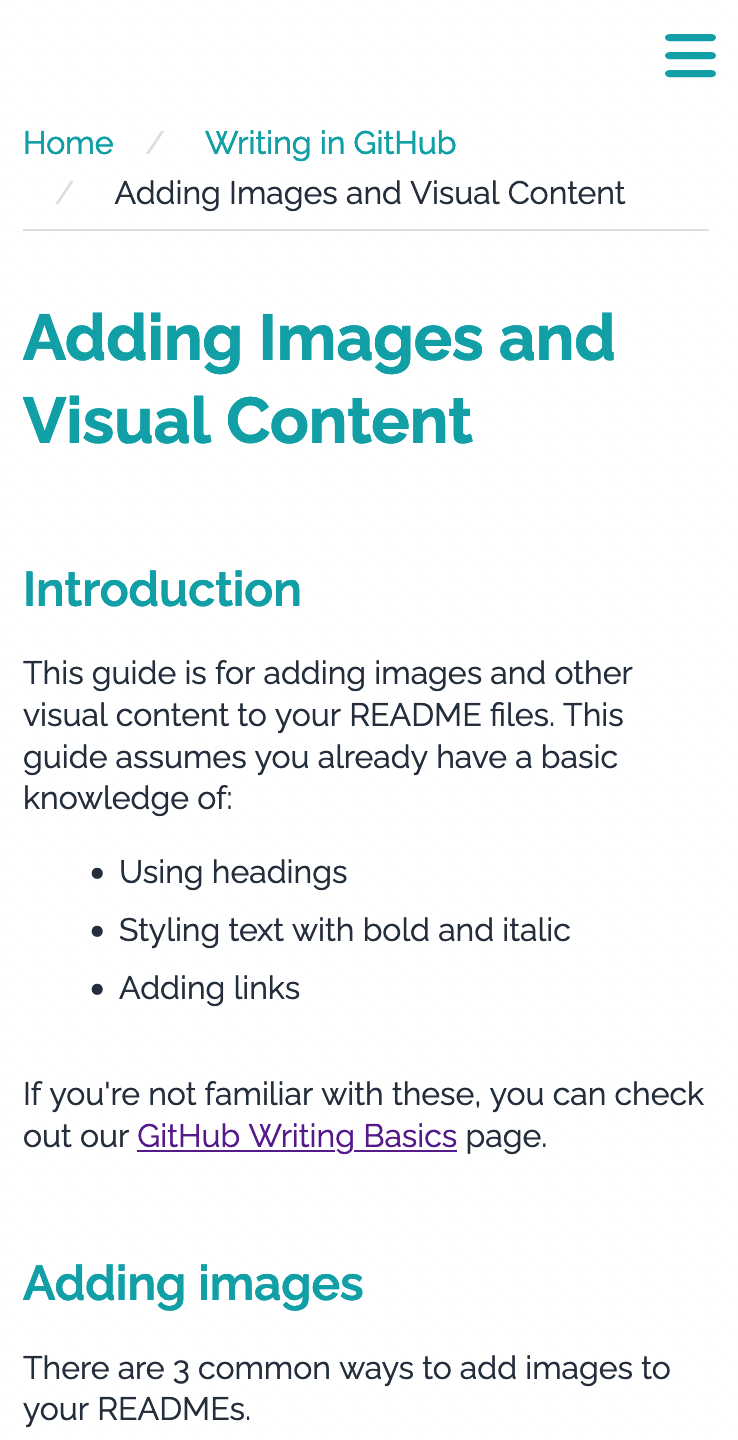 Home / Writing in GitHub
/ Adding Images and Visual Content
Adding Images and
Visual Content
Introduction
This guide is for adding images and other
visual content to your README files. This
guide assumes you already have a basic
knowledge of:
• Using headings
• Styling text with bold and italic
• Adding links
If you're not familiar with these, you can check
out our GitHub Writing Basics page.
Adding images
There are 3 common ways to add images to
your READMEs.